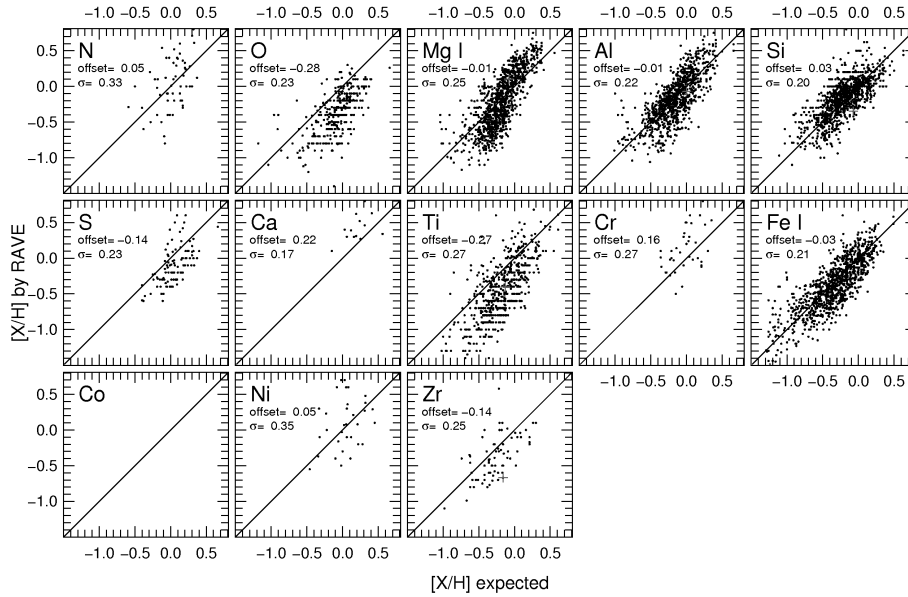 −1.0 −0.5 0.0 0.5 −1.0 −0.5 0.0 0.5 −1.0 −0.5 0.0 0.5 −1.0 −0.5 0.0 0.5 −1.0 −0.5 0.0 0.5
0.5
0.0
−0.5
−1.0
N
offset= 0.05
σ= 0.33
O
offset= −0.28
σ= 0.23
Mg I
offset= −0.01
σ= 0.25
Al
offset= −0.01
σ= 0.22
Si
offset= 0.03
σ= 0.20
[X/H] by RAVE
0.5
0.0
−0.5
−1.0
S
offset= −0.14
σ= 0.23
Ca
offset= 0.22
σ= 0.17
Ti
offset= −0.27
σ= 0.27
Cr
offset= 0.16
σ= 0.27
Fe I
offset= −0.03
σ= 0.21
−1.0 −0.5 0.0 0.5 −1.0 −0.5 0.0 0.5
0.5
0.0
−0.5
−1.0
Co
Ni
offset= 0.05
σ= 0.35
Zr
offset= −0.14
σ= 0.25
−1.0 −0.5 0.0 0.5 −1.0 −0.5 0.0 0.5 −1.0 −0.5 0.0 0.5
[X/H] expected